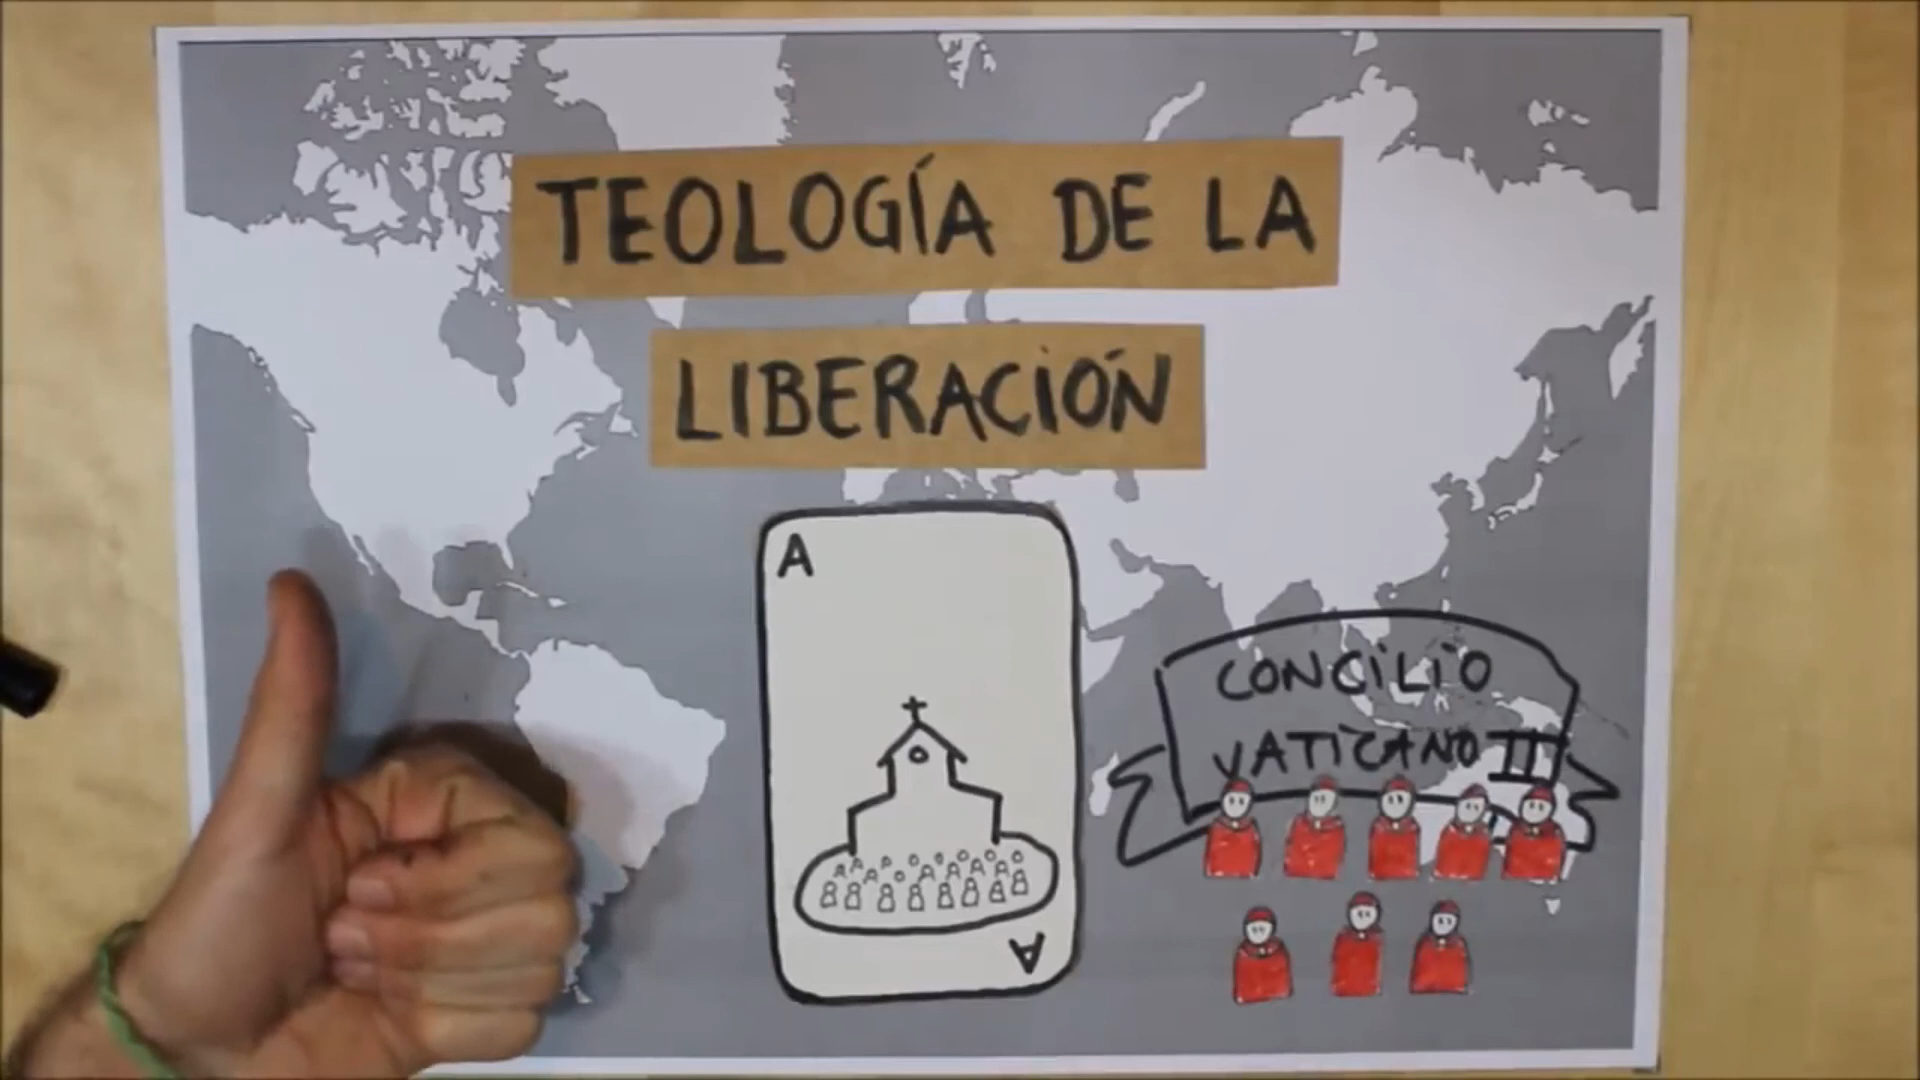 TEOLOGÍA DE LA
LIBERACIÓN
A
CONCILIO
VATICANO II
A